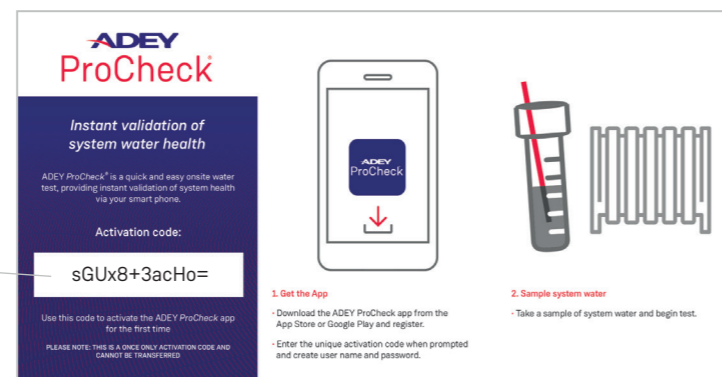 ADEY
ProCheck®
Instant validation of
system water health
ADEY ProCheck® is a quick and easy onsite water
test, providing instant validation of system health
via your smart phone.
Activation code:
sGUx8+3acHo=
Use this code to activate the ADEY ProCheck app
for the first time
PLEASE NOTE: THIS IS A ONCE ONLY ACTIVATION CODE AND
CANNOT BE TRANSFERRED
ADEY
ProCheck
1. Get the App
• Download the ADEY ProCheck app from the
App Store or Google Play and register.
• Enter the unique activation code when prompted
and create user name and password.
2. Sample system water
• Take a sample of system water and begin test.